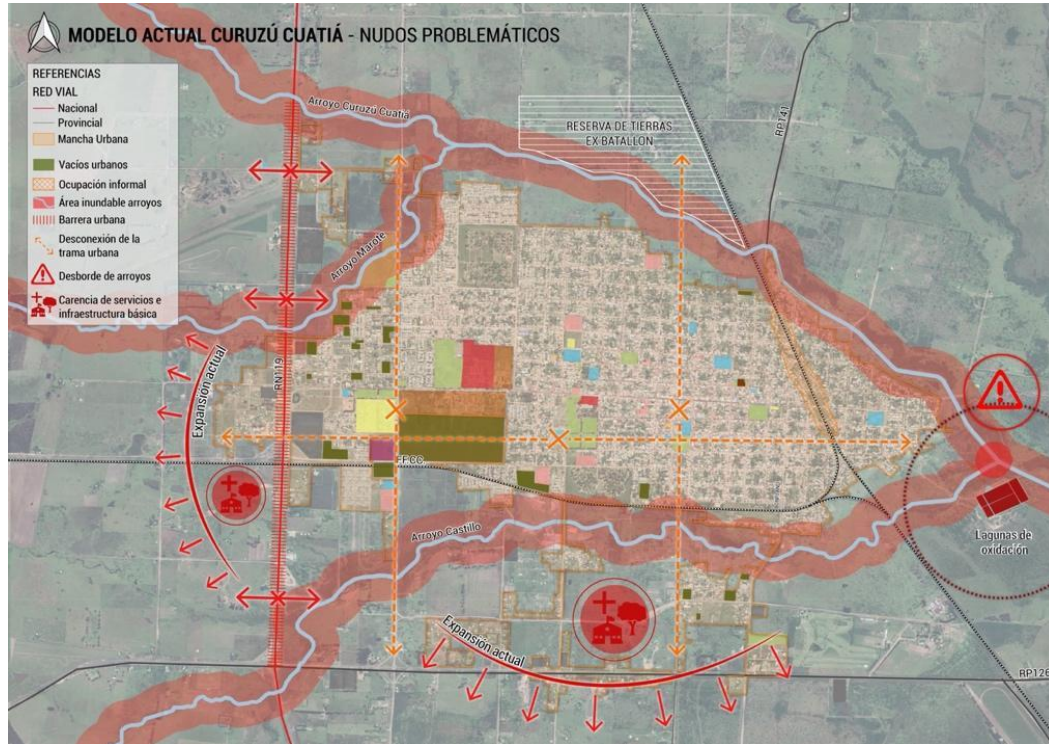 MODELO ACTUAL CURUZÚ CUATIÁ - NUDOS PROBLEMÁTICOS
REFERENCIAS
RED VIAL
Nacional
Provincial
Mancha Urbana
Vacíos urbanos
Ocupación informal
Área inundable arroyos
Barrera urbana
Desconexión de la
trama urbana
Desborde de arroyos
Carencia de servicios e
infraestructura básica
Arroyo Curuzú Cuatiá
RESERVA DE TIERRAS
EX BATALLON
RP141
Arroyo Marote
RN119
Expansión actual
FFCC
Arroyo Castillo
Lagunas de
oxidación
Expansión actual
RP126